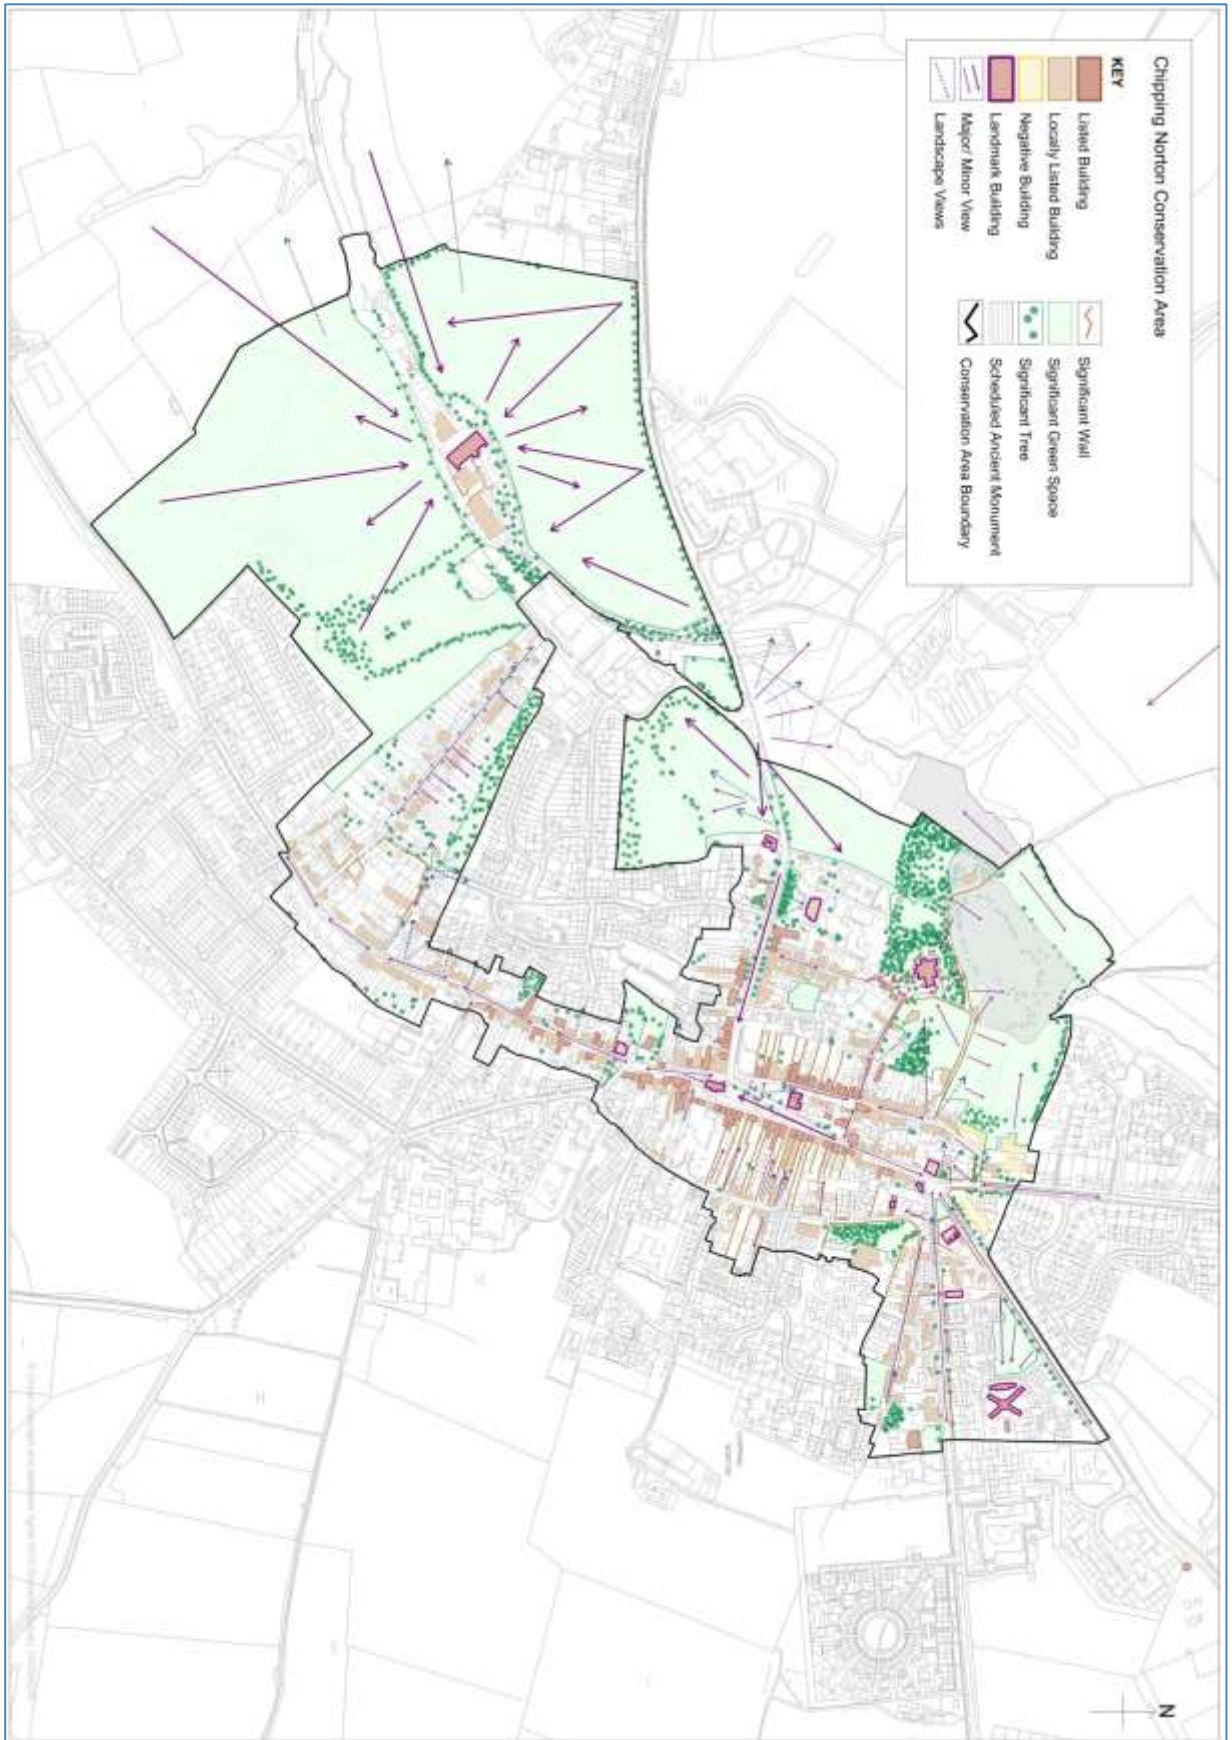 Chipping Norton Conservation Area
KEY
Listed Building
Locally Listed Building
Negative Building
Landmark Building
Major/ Minor View
Landscape Views
Significant Wall
Significant Green Space
Significant Tree
Scheduled Ancient Monument
Conservation Area Boundary
N